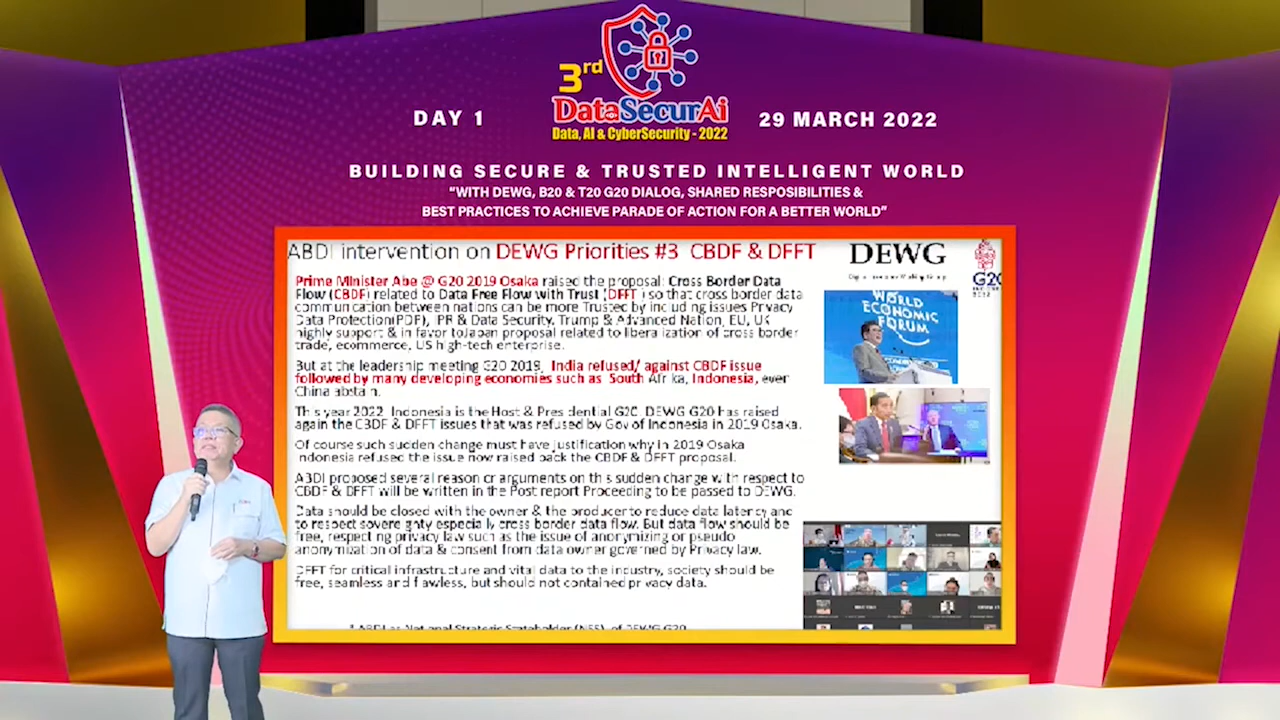 3rd
DataSecurAi
Data, AI & CyberSecurity - 2022
DAY 1
29 MARCH 2022
BUILDING SECURE & TRUSTED INTELLIGENT WORLD
"WITH DEWG, B20 & T20 G20 DIALOG, SHARED RESPOSIBILITIES &
BEST PRACTICES TO ACHIEVE PARADE OF ACTION FOR A BETTER WORLD"
ABDI intervention on DEWG Priorities #3 CBDF & DFFT
Prime Minister Abe @ G20 2019 Osaka raised the proposal: Cross Border Data
Flow (CBDF) related to Data Free Flow with Trust (DFFT) so that cross border data
communication between nations can be more Trusted by including issues Privacy
Data Protection(PDF), IPR & Data Security. Trump & Advanced Nation, EU, UK
highly support & in favor to Japan proposal related to liberalization of cross border
trade, ecommerce, US high-tech enterprise.
But at the leadership meeting G20 2019, India refused/ against CBDF issue
followed by many developing economies such as South Africa, Indonesia, even
China abstain.
This year 2022 Indonesia is the Host & Presidential G20. DEWG G20 has raised
again the CBDF & DFFT issues that was refused by Gov of Indonesia in 2019 Osaka.
Of course such sudden change must have justification why in 2019 Osaka
Indonesia refused the issue now raised back the CBDF & DFFT proposal.
ABDI proposed several reason or arguments on this sudden change with respect to
CBDF & DFFT will be written in the Post report Proceeding to be passed to DEWG.
Data should be closed with the owner & the producer to reduce data latency and
to respect sovereignty especially cross border data flow. But data flow should be
free, respecting privacy law such as the issue of anonymizing or pseudo
anonymization of data & consent from data owner governed by Privacy law.
DFFT for critical infrastructure and vital data to the industry, society should be
free, seamless and flawless, but should not contained privacy data.
* ABDI as National Strategic Stakeholder (NSS) of DEWG G20
DEWG
Digital Economy Working Group
G20
WORLD
ECONOMIC
FORUM